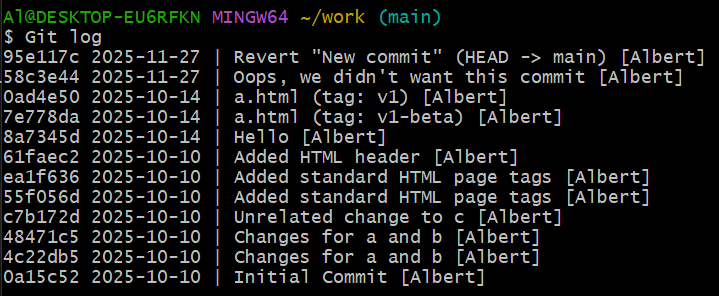 Al@DESKTOP-EU6RFKN MINGW64 ~/work (main)
$ Git log
95e117c 2025-11-27 | Revert "New commit" (HEAD -> main) [Albert]
58c3e44 2025-11-27 | Oops, we didn't want this commit [Albert]
0ad4e50 2025-10-14 | a.html (tag: v1) [Albert]
7e778da 2025-10-14 | a.html (tag: v1-beta) [Albert]
8a7345d 2025-10-14 | Hello [Albert]
61faec2 2025-10-10 | Added HTML header [Albert]
ea1f636 2025-10-10 | Added standard HTML page tags [Albert]
55f056d 2025-10-10 | Added standard HTML page tags [Albert]
c7b172d 2025-10-10 | Unrelated change to c [Albert]
48471c5 2025-10-10 | Changes for a and b [Albert]
4c22db5 2025-10-10 | Changes for a and b [Albert]
0a15c52 2025-10-10 | Initial Commit [Albert]